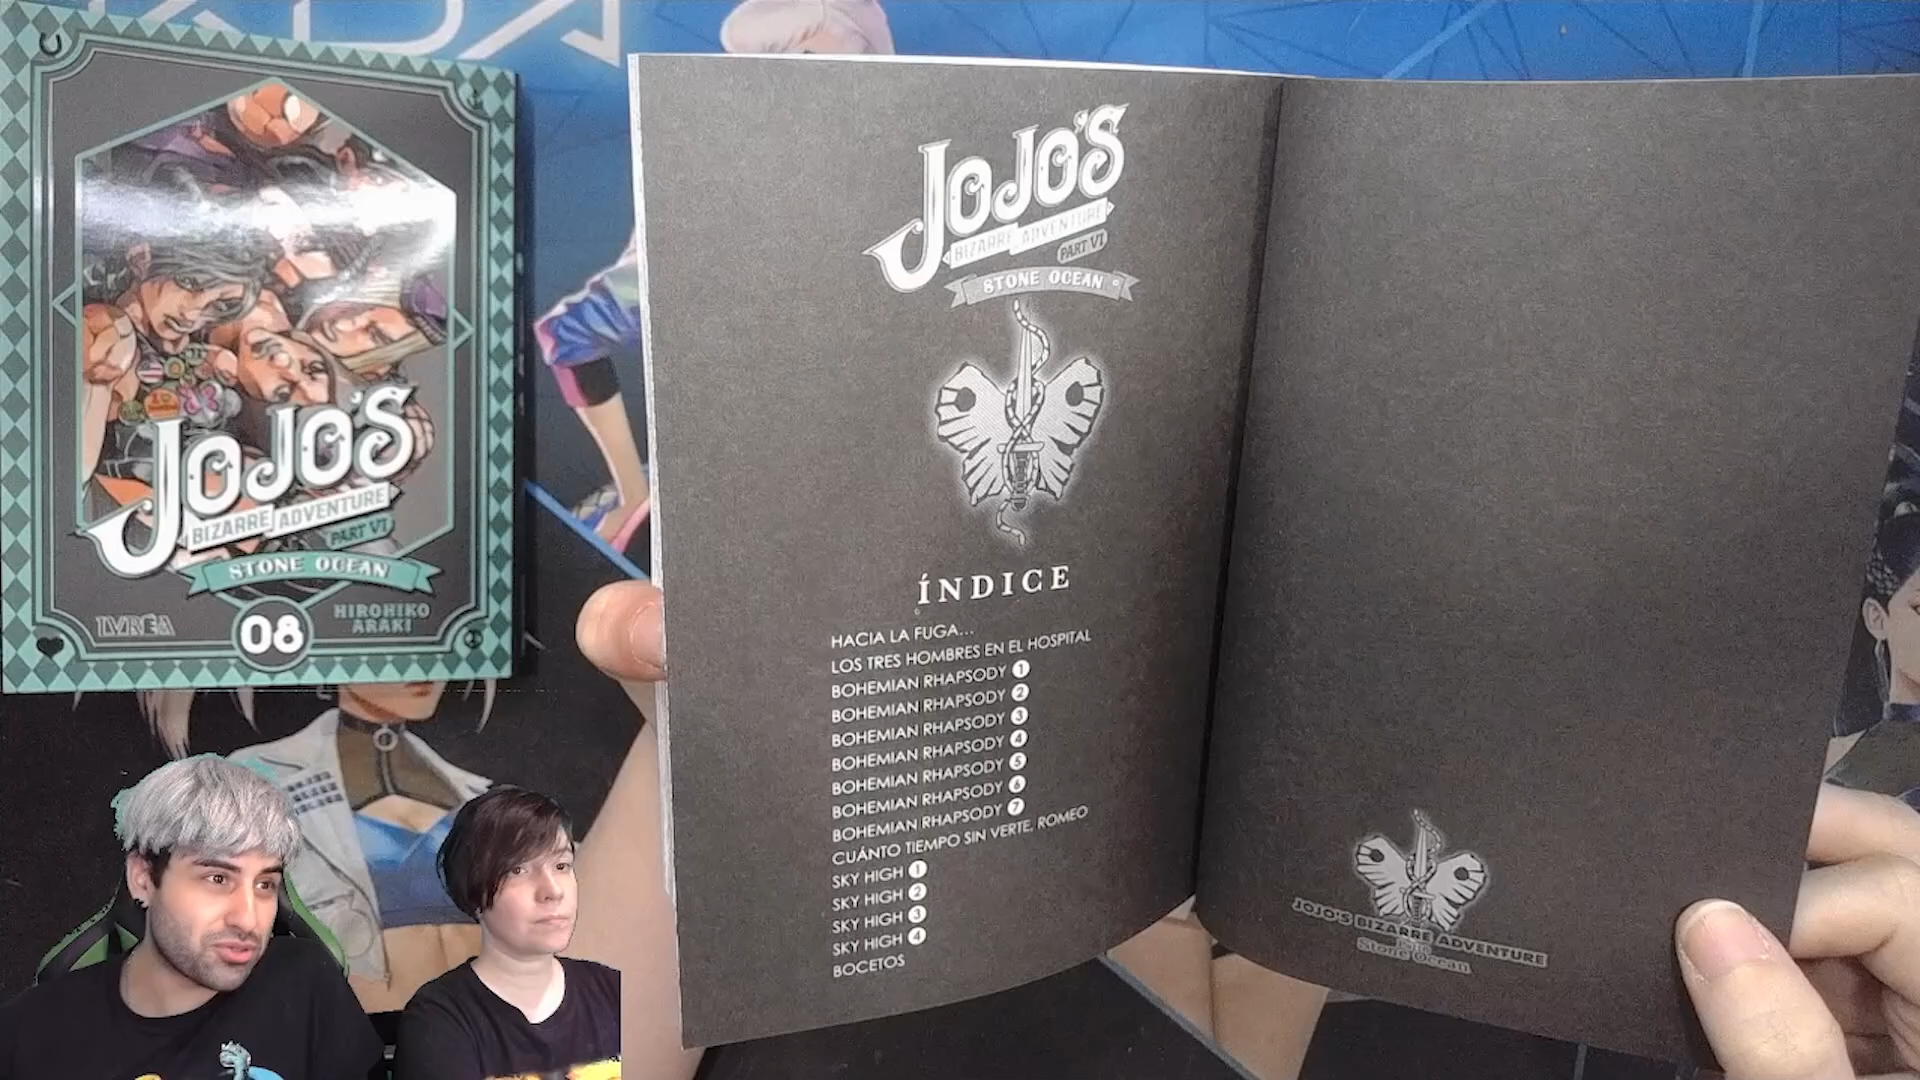 JOJO'S
BIZARRE ADVENTURE
PART VI
STONE OCEAN
IVREA
08
HIROHIKO
ARAKI
JOJO'S
BIZARRE ADVENTURE
PART VI
STONE OCEAN
ÍNDICE
HACIA LA FUGA...
LOS TRES HOMBRES EN EL HOSPITAL
BOHEMIAN RHAPSODY 1
BOHEMIAN RHAPSODY 2
BOHEMIAN RHAPSODY 3
BOHEMIAN RHAPSODY 4
BOHEMIAN RHAPSODY 5
BOHEMIAN RHAPSODY 6
BOHEMIAN RHAPSODY 7
CUÁNTO TIEMPO SIN VERTE, ROMEO
SKY HIGH 1
SKY HIGH 2
SKY HIGH 3
SKY HIGH 4
BOCETOS
JOJO'S BIZARRE ADVENTURE
Stone Ocean